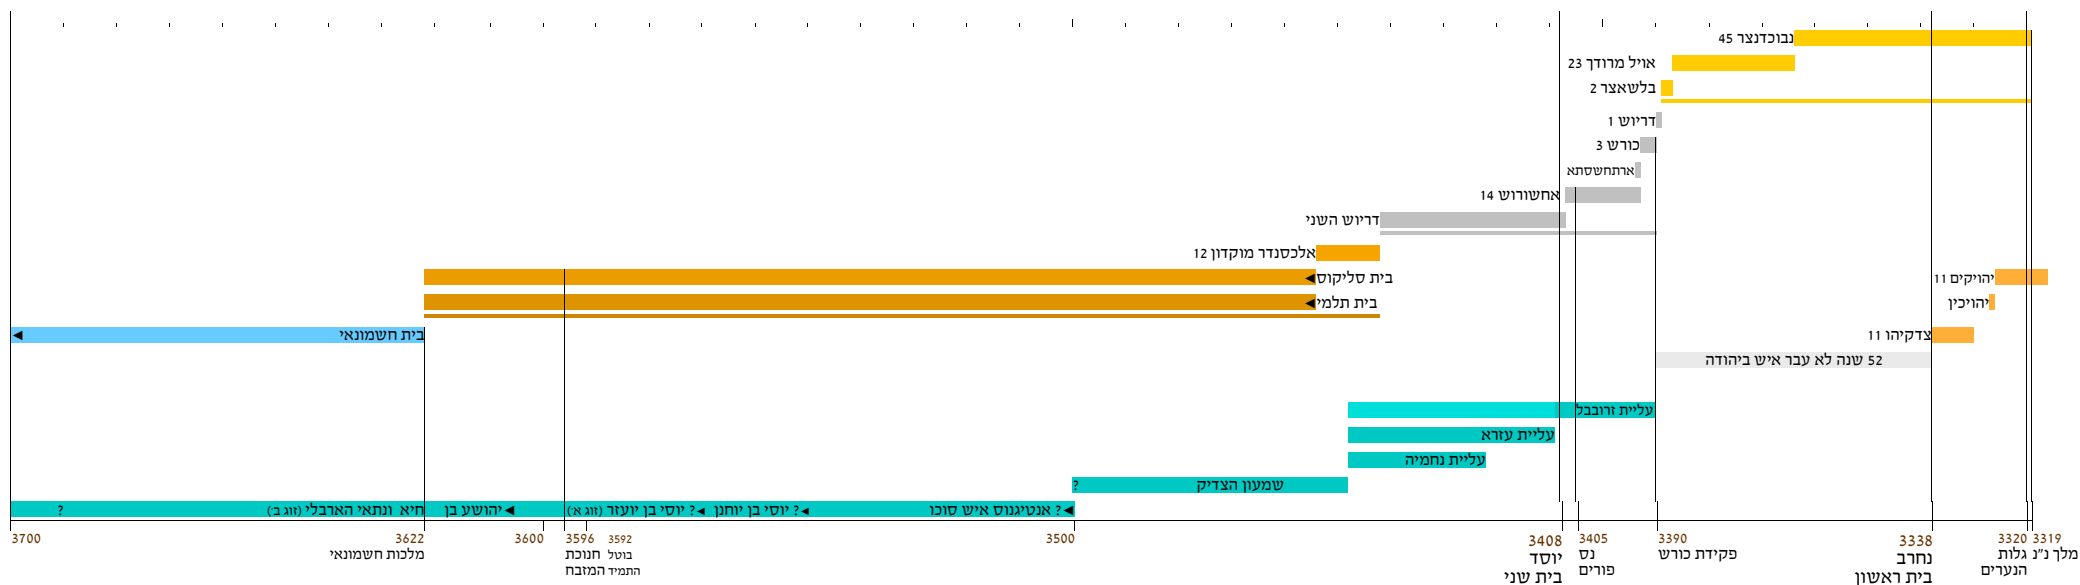 נבוכדנצר 45
אויל מרודך 23
בלשאצר 2
דריוש 1
כורש 3
ארתחשסתא
אחשורוש 14
דריוש השני
אלכסנדר מוקדון 12
בית סליקוס◄
יהויקים 11
בית תלמי◄
יהויכין
צדקיהו 11
בית חשמונאי
◄
52 שנה לא עבר איש ביהודה
עליית זרובבל
עליית עזרא
עליית נחמיה
שמעון הצדיק
?
◄? אנטיגנוס איש סוכו
◄? יוסי בן יוחנן
◄? יוסי בן יועזר (זוג א׳)
◄יהושע בן
חיא ונתאי הארבלי (זוג ב׳)
?
3319
מלך נ"נ
3320
גלות
הנערים
3338
נחרב
בית ראשון
3390
פקידת כורש
3405
נס
פורים
3408
יוסד
בית שני
3500
3592
בוטל
התמיד
3596
חנוכת
המזבח
3600
3622
מלכות חשמונאי
3700